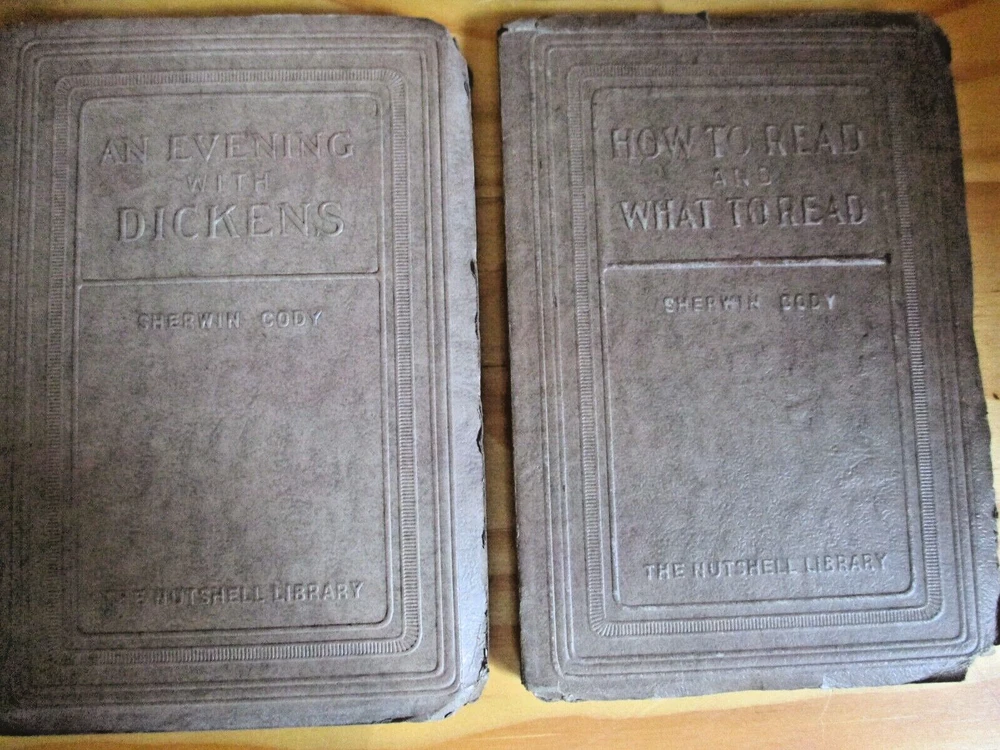 AN EVENING
WITH
DICKENS
SHERWIN CODY
THE NUTSHELL LIBRARY
HOW TO READ
AND
WHAT TO READ
SHERWIN CODY
THE NUTSHELL LIBRARY